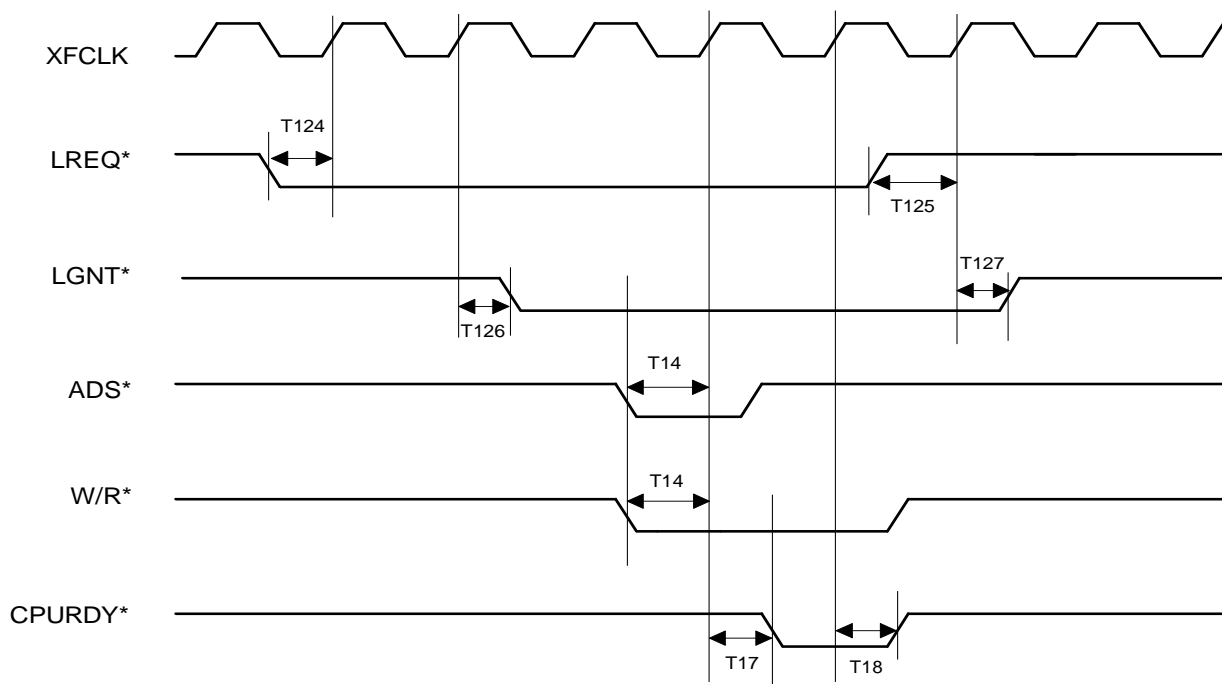 XFCLK
T124
LREQ*
T125
LGNT*
T127
T126
T14
ADS*
T14
W/R*
CPURDY*
T17
T18